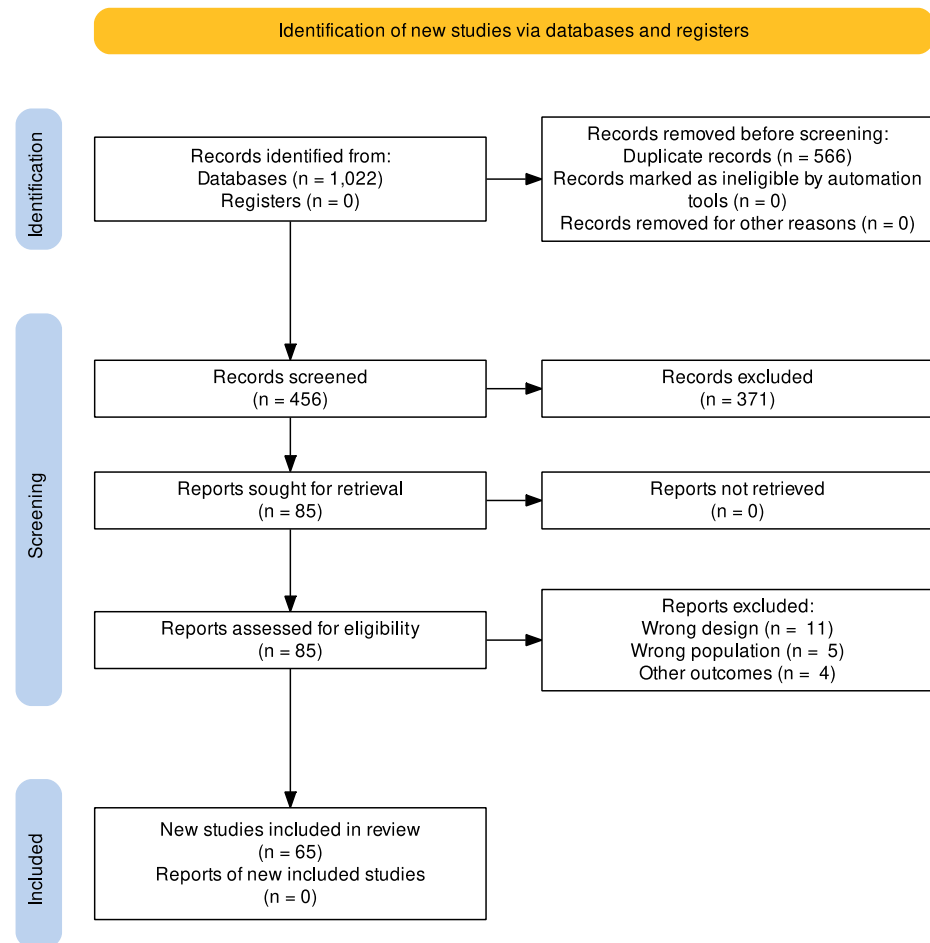 Identification of new studies via databases and registers
Identification
Records identified from:
Databases (n = 1,022)
Registers (n = 0)
Records removed before screening:
Duplicate records (n = 566)
Records marked as ineligible by automation
tools (n = 0)
Records removed for other reasons (n = 0)
Screening
Records screened
(n = 456)
Records excluded
(n = 371)
Reports sought for retrieval
(n = 85)
Reports not retrieved
(n = 0)
Reports assessed for eligibility
(n = 85)
Reports excluded:
Wrong design (n = 11)
Wrong population (n = 5)
Other outcomes (n = 4)
Included
New studies included in review
(n = 65)
Reports of new included studies
(n = 0)